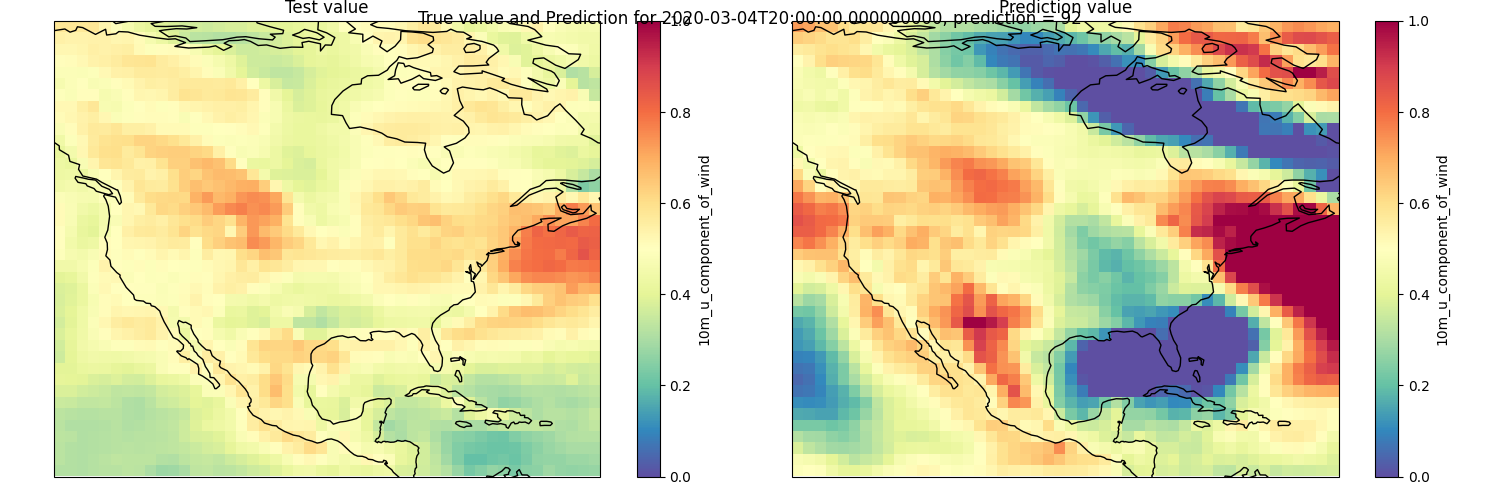 Test value
True value and Prediction for 2020-03-04T20:00:00.000000000, prediction = 92
Prediction value
1.0
0.8
0.6
0.4
0.2
0.0
10m_u_component_of_wind
1.0
0.8
0.6
0.4
0.2
0.0
10m_u_component_of_wind